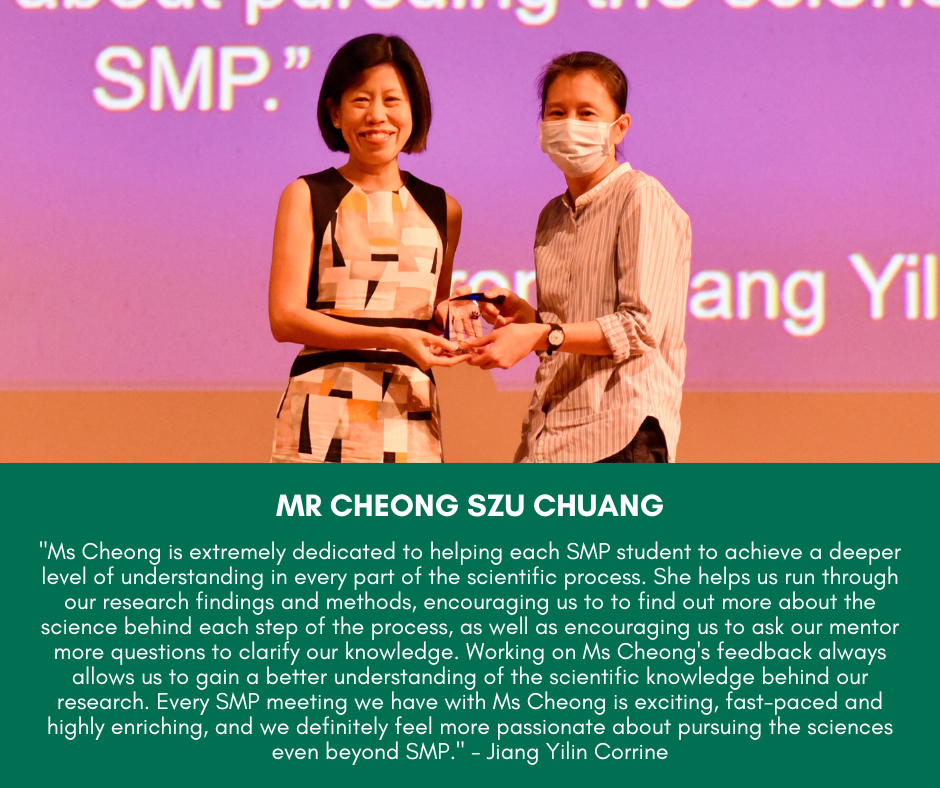 about pursuing the scienc
SMP.”
ang Yil
MR CHEONG SZU CHUANG
"Ms Cheong is extremely dedicated to helping each SMP student to achieve a deeper
level of understanding in every part of the scientific process. She helps us run through
our research findings and methods, encouraging us to to find out more about the
science behind each step of the process, as well as encouraging us to ask our mentor
more questions to clarify our knowledge. Working on Ms Cheong's feedback always
allows us to gain a better understanding of the scientific knowledge behind our
research. Every SMP meeting we have with Ms Cheong is exciting, fast-paced and
highly enriching, and we definitely feel more passionate about pursuing the sciences
even beyond SMP." - Jiang Yilin Corrine